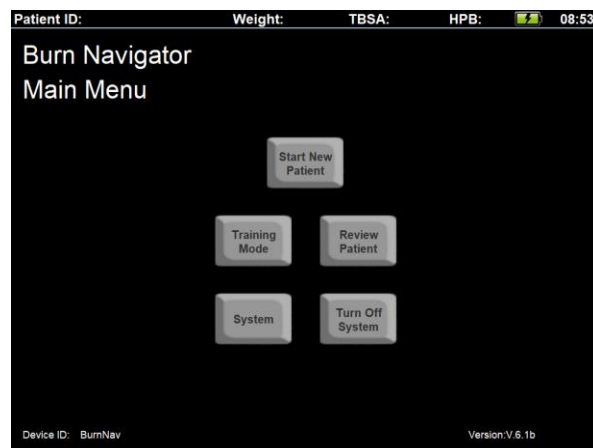 Patient ID: Weight: TBSA: HPB: 08:53
Burn Navigator
Main Menu
Start New
Patient
Training
Mode
Review
Patient
System
Turn Off
System
Device ID: BurnNav Version:V.6.1b